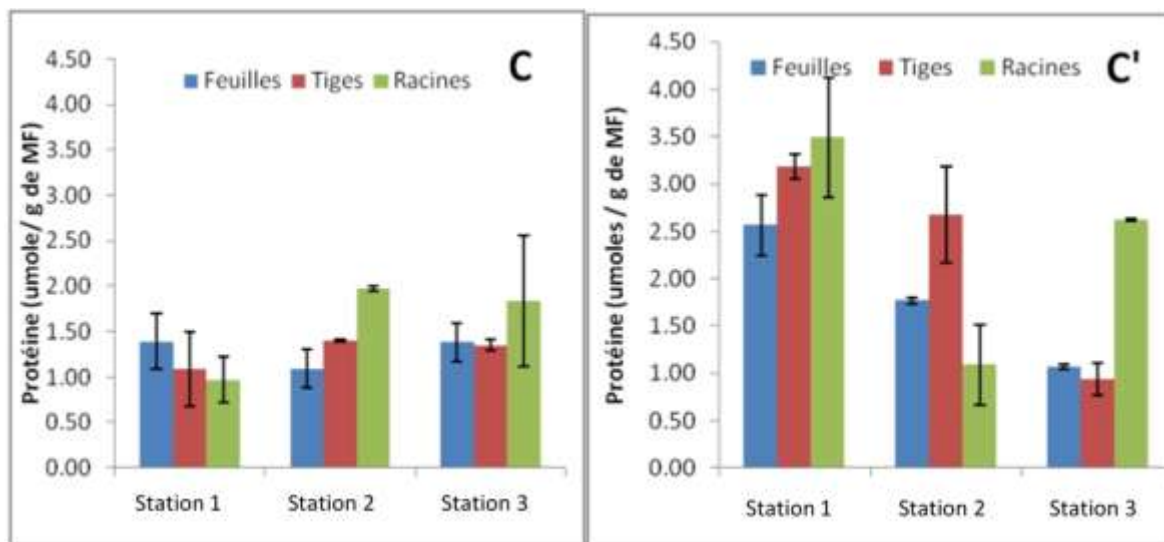 C
Feuilles Tiges Racines
Protéine (umole/ g de MF)
4.50
4.00
3.50
3.00
2.50
2.00
1.50
1.00
0.50
0.00
Station 1 Station 2 Station 3
C'
Feuilles Tiges Racines
Protéines (umoles / g de MF)
4.50
4.00
3.50
3.00
2.50
2.00
1.50
1.00
0.50
0.00
Station 1 Station 2 Station 3